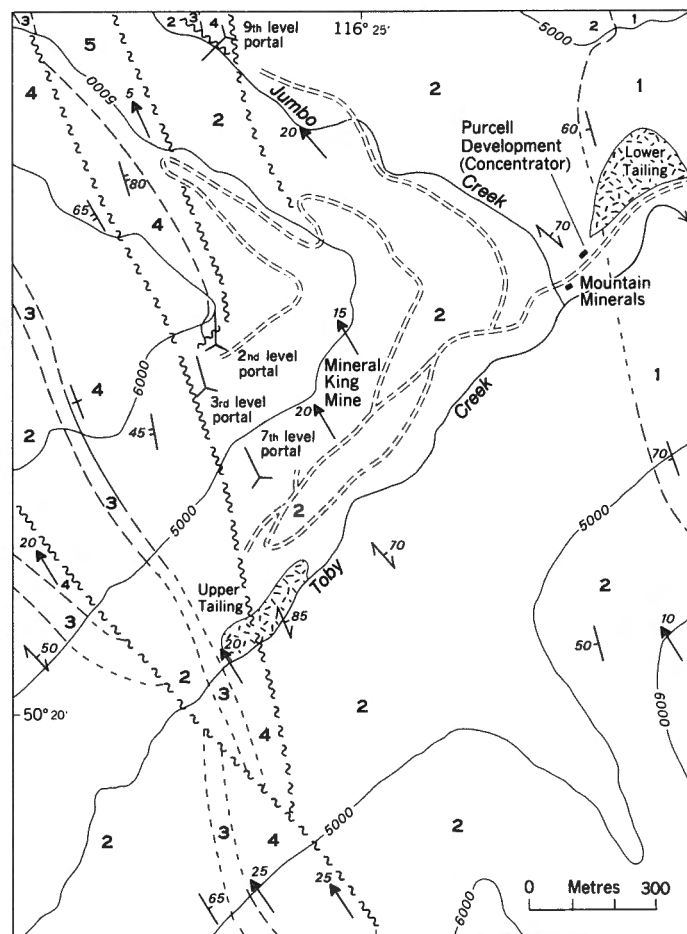 3
5
2
3
4
9th level
portal
116° 25'
5000
2
1
4
5
5000
2
Jumbo
20
2
1
60
Purcell
Development
(Concentrator)
Lower
Tailing
Creek
80
65
4
70
Mountain
Minerals
3
2
15
2nd level
portal
6000
4
3rd level
portal
Mineral
King
Mine
20
Creek
1
2
45
7th level
portal
70
3
5000
2
5000
20
4
Upper
Tailing
Toby
70
2
3
85
50
10
50
20
2
6000
3
2
50° 20'
4
2
5000
2
3
4
2
25
25
65
0 Metres 300
6000